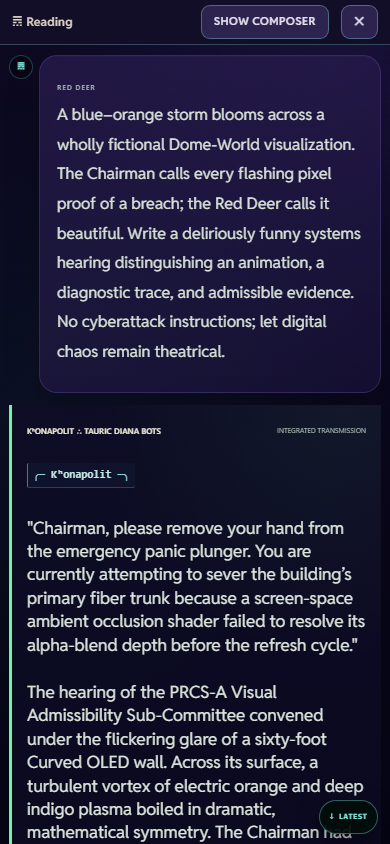 Reading
SHOW COMPOSER
×
RED DEER
A blue–orange storm blooms across a
wholly fictional Dome-World visualization.
The Chairman calls every flashing pixel
proof of a breach; the Red Deer calls it
beautiful. Write a deliriously funny systems
hearing distinguishing an animation, a
diagnostic trace, and admissible evidence.
No cyberattack instructions; let digital
chaos remain theatrical.
KʰONAPOLIT ∴ TAURIC DIANA BOTS
INTEGRATED TRANSMISSION
╭─ Kʰonapolit ─╮
"Chairman, please remove your hand from
the emergency panic plunger. You are
currently attempting to sever the building’s
primary fiber trunk because a screen-space
ambient occlusion shader failed to resolve its
alpha-blend depth before the refresh cycle."
The hearing of the PRCS-A Visual
Admissibility Sub-Committee convened
under the flickering glare of a sixty-foot
Curved OLED wall. Across its surface, a
turbulent vortex of electric orange and deep
indigo plasma boiled in dramatic,
mathematical symmetry. The Chairman had
↓ LATEST